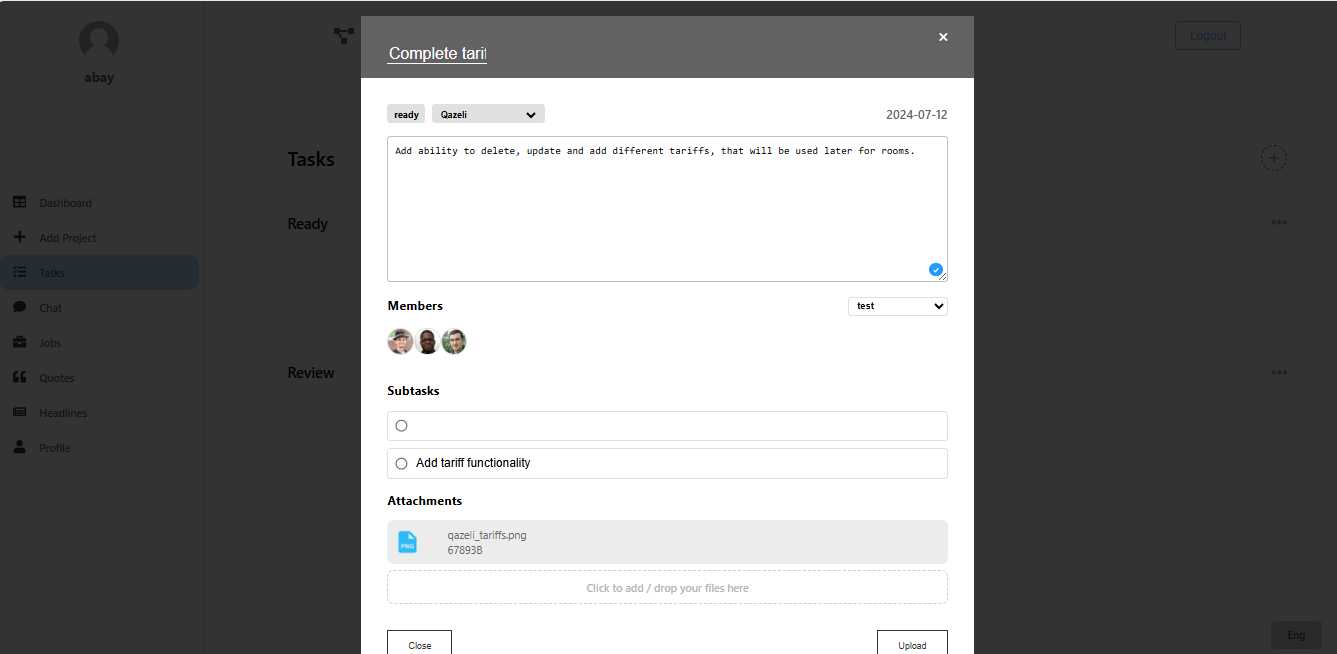 abay
Logout
Complete tari
ready
Qazeli
2024-07-12
Add ability to delete, update and add different tariffs, that will be used later for rooms.
Tasks
Dashboard
Ready
Add Project
Tasks
Chat
Members
test
Jobs
Review
Quotes
Subtasks
Headlines
Profile
Add tariff functionality
Attachments
PNG
qazeli_tariffs.png
67893B
Click to add / drop your files here
Close
Upload
Eng